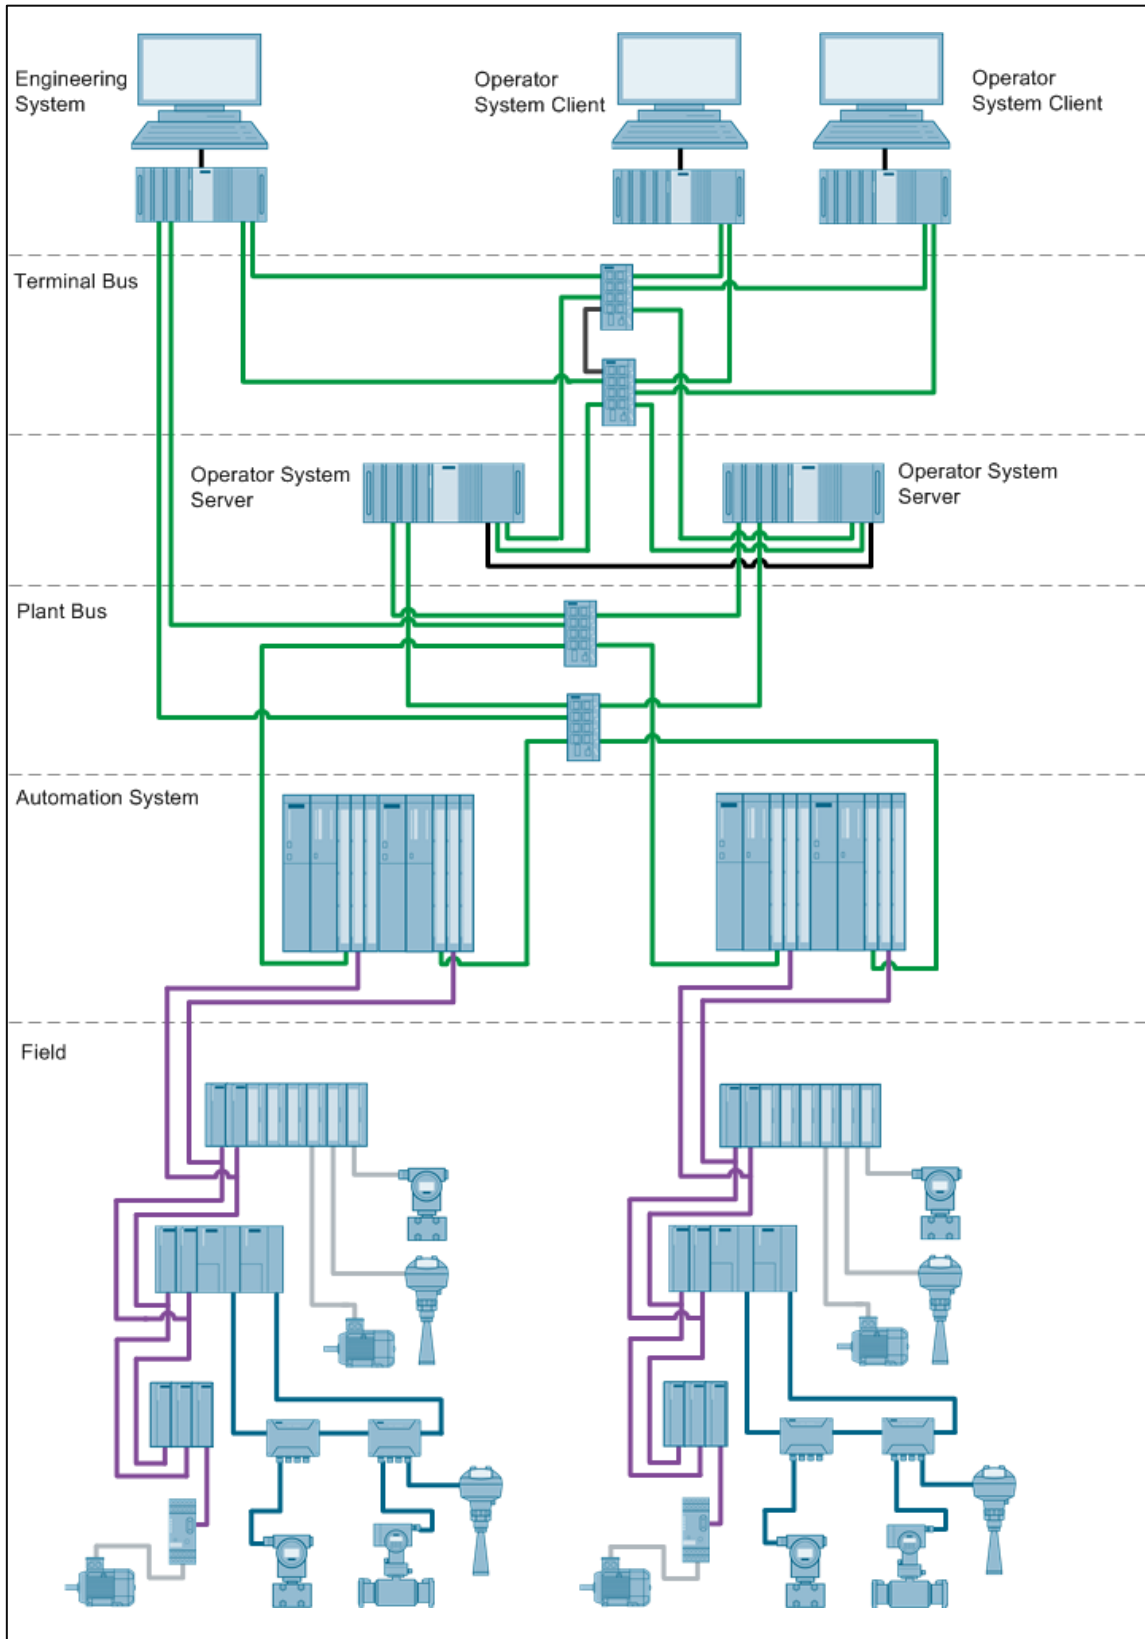 Engineering
System
Operator
System Client
Operator
System Client
Terminal Bus
Operator System
Server
Operator System
Server
Plant Bus
Automation System
Field